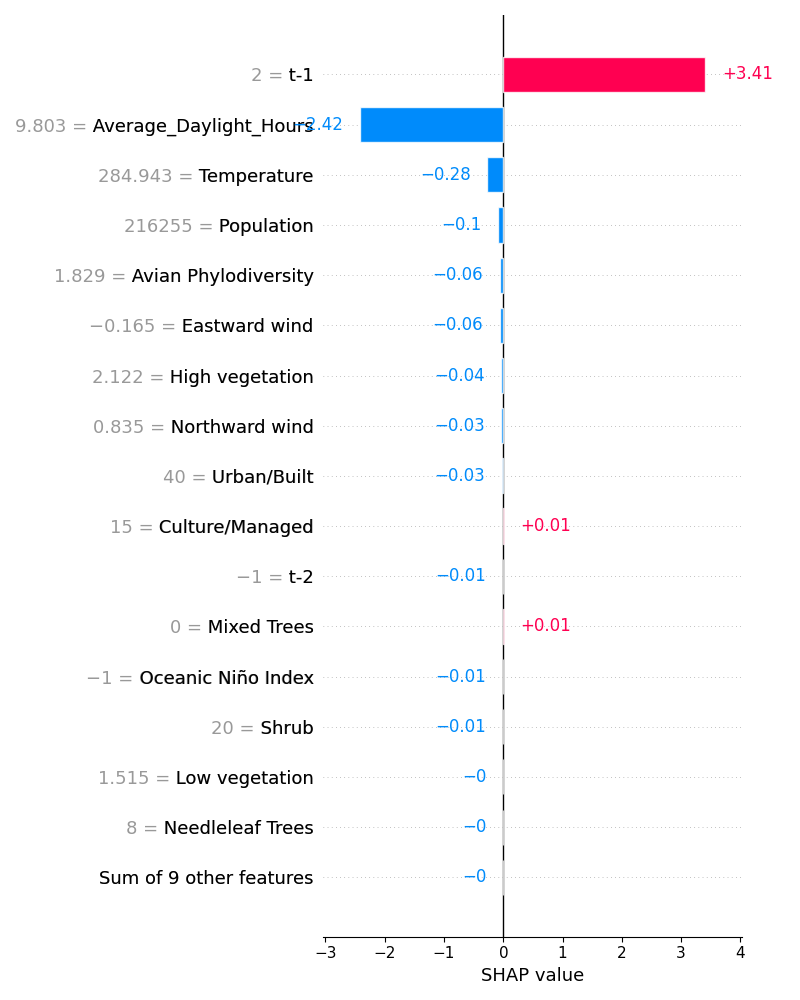 2 = t-1 +3.41
9.803 = Average_Daylight_Hours −2.42
284.943 = Temperature −0.28
216255 = Population −0.1
1.829 = Avian Phylodiversity −0.06
−0.165 = Eastward wind −0.06
2.122 = High vegetation −0.04
0.835 = Northward wind −0.03
40 = Urban/Built −0.03
15 = Culture/Managed +0.01
−1 = t-2 −0.01
0 = Mixed Trees +0.01
−1 = Oceanic Niño Index −0.01
20 = Shrub −0.01
1.515 = Low vegetation −0
8 = Needleleaf Trees −0
Sum of 9 other features −0
−3 −2 −1 0 1 2 3 4
SHAP value